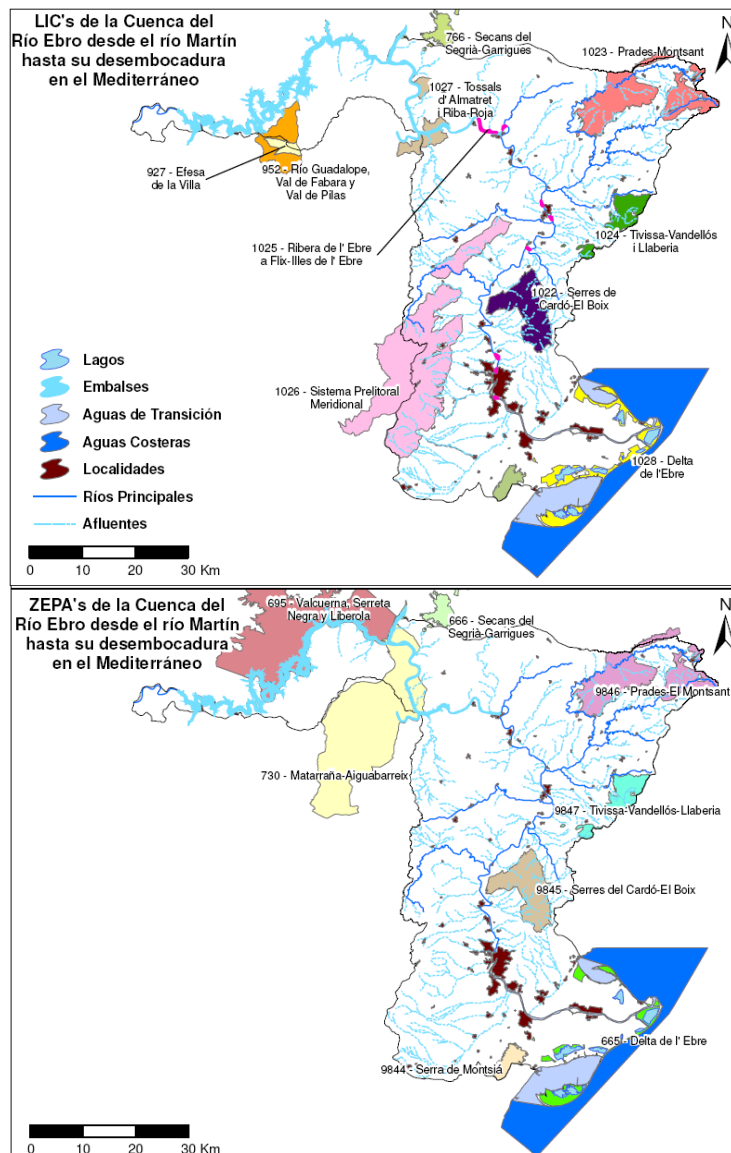 LIC's de la Cuenca del
Río Ebro desde el río Martín
hasta su desembocadura
en el Mediterráneo
766 - Secans del
Segrià-Garrigues
N
1023 - Prades-Montsant
1027 - Tossals
d' Almatret
i Riba-Roja
927 - Efesa
de la Villa
952 - Río Guadalope,
Val de Fabara y
Val de Pilas
1025 - Ribera de l' Ebre
a Flix-Illes de l' Ebre
1024 - Tivissa-Vandellós
i Llaberia
1022 - Serres de
Cardó-El Boix
1026 - Sistema Prelitoral
Meridional
1028 - Delta
de l'Ebre
Lagos
Embalses
Aguas de Transición
Aguas Costeras
Localidades
Ríos Principales
Afluentes
0 10 20 30 Km
ZEPA's de la Cuenca del
Río Ebro desde el río Martín
hasta su desembocadura
en el Mediterráneo
695 - Valcuerna, Serreta
Negra y Liberola
666 - Secans del
Segrià-Garrigues
N
9846 - Prades-El Montsant
730 - Matarraña-Aiguabarreix
9847 - Tivissa-Vandellós-Llaberia
9845 - Serres del Cardó-El Boix
665 - Delta de l' Ebre
9844 - Serra de Montsiá
0 10 20 30 Km